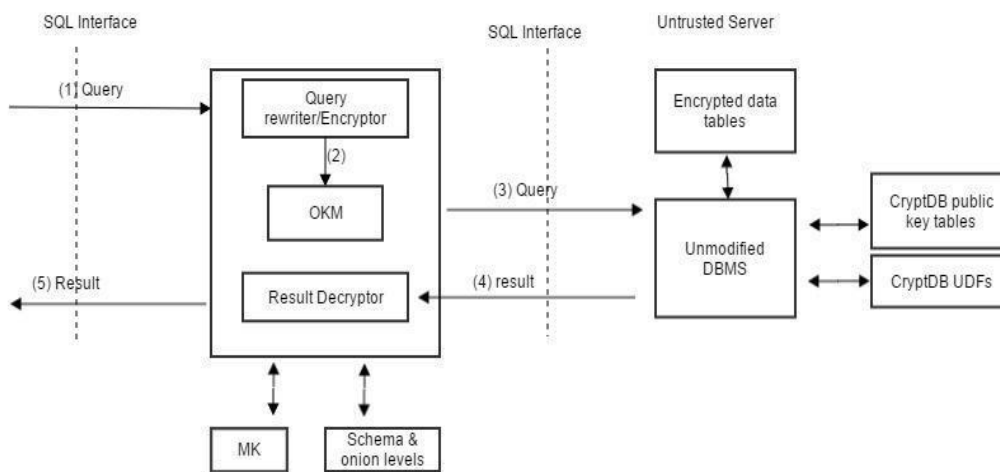 SQL Interface
SQL Interface
Untrusted Server
(1) Query
Query
rewriter/Encryptor
(2)
OKM
Encrypted data
tables
(3) Query
CryptDB public
key tables
Unmodified
DBMS
(5) Result
Result Decryptor
(4) result
CryptDB UDFs
MK
Schema &
onion levels